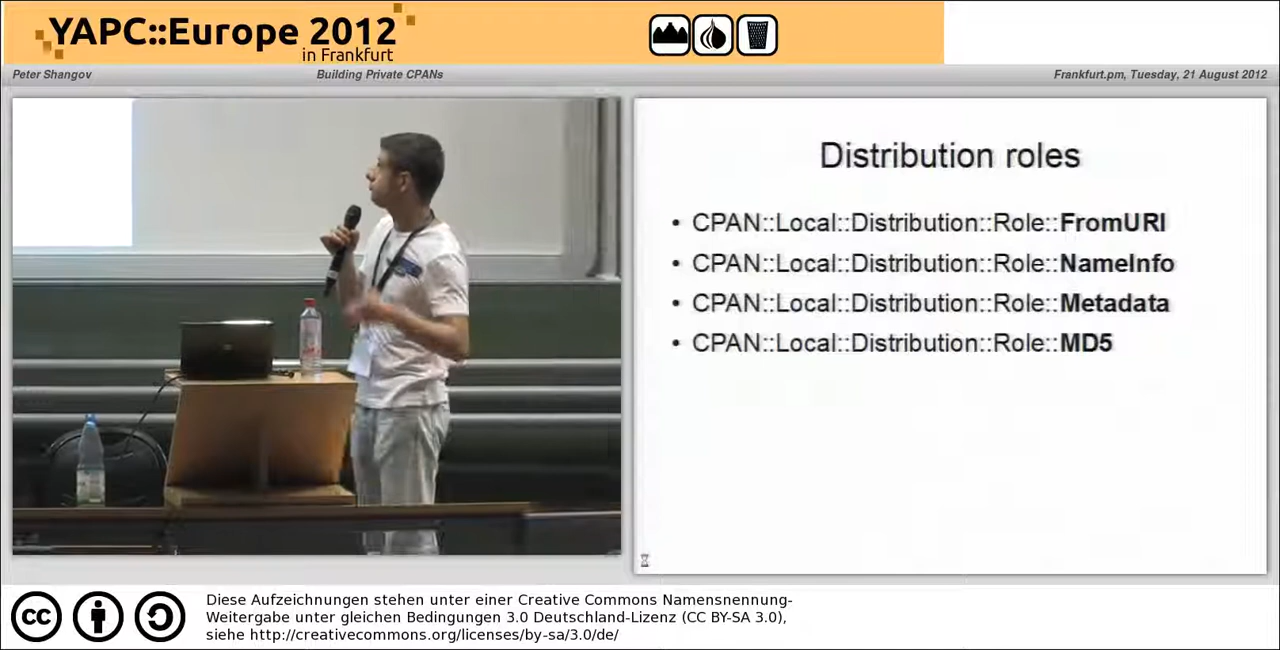 YAPC::Europe 2012
in Frankfurt
Peter Shangov
Building Private CPANs
Frankfurt.pm, Tuesday, 21 August 2012
Distribution roles
• CPAN::Local::Distribution::Role::FromURI
• CPAN::Local::Distribution::Role::NameInfo
• CPAN::Local::Distribution::Role::Metadata
• CPAN::Local::Distribution::Role::MD5
cc
Diese Aufzeichnungen stehen unter einer Creative Commons Namensnennung-
Weitergabe unter gleichen Bedingungen 3.0 Deutschland-Lizenz (CC BY-SA 3.0),
siehe http://creativecommons.org/licenses/by-sa/3.0/de/